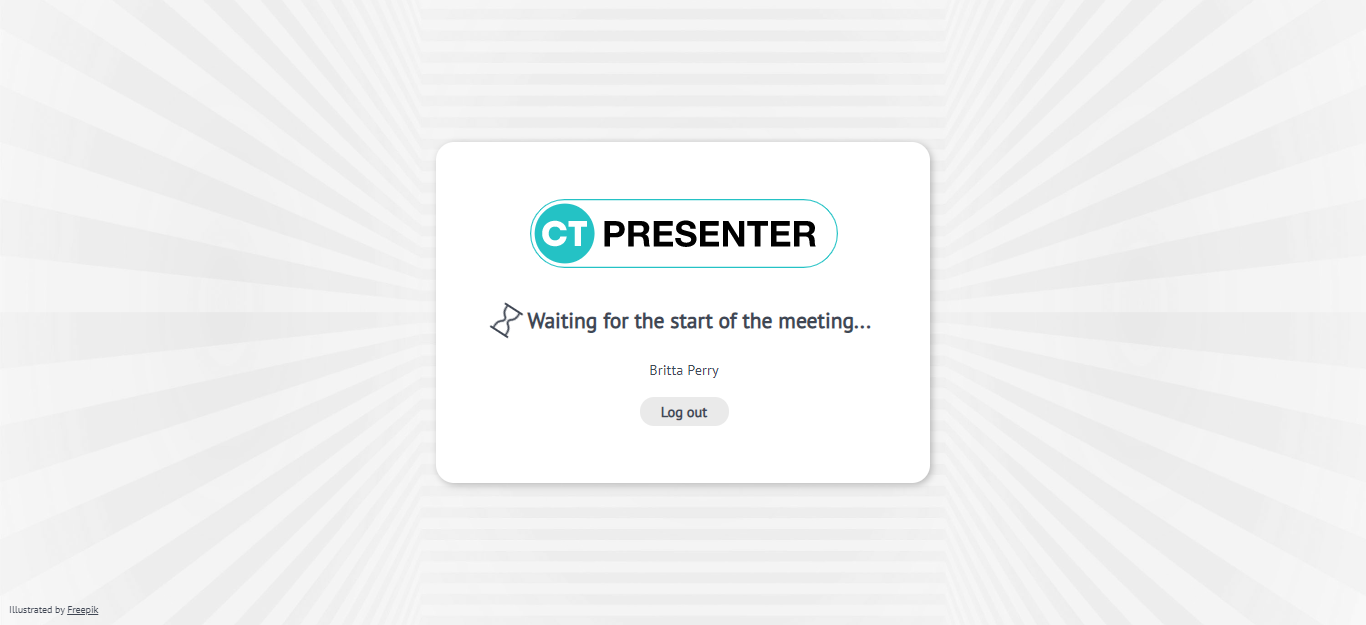 CT PRESENTER
Waiting for the start of the meeting...
Britta Perry
Log out
Illustrated by Freepik